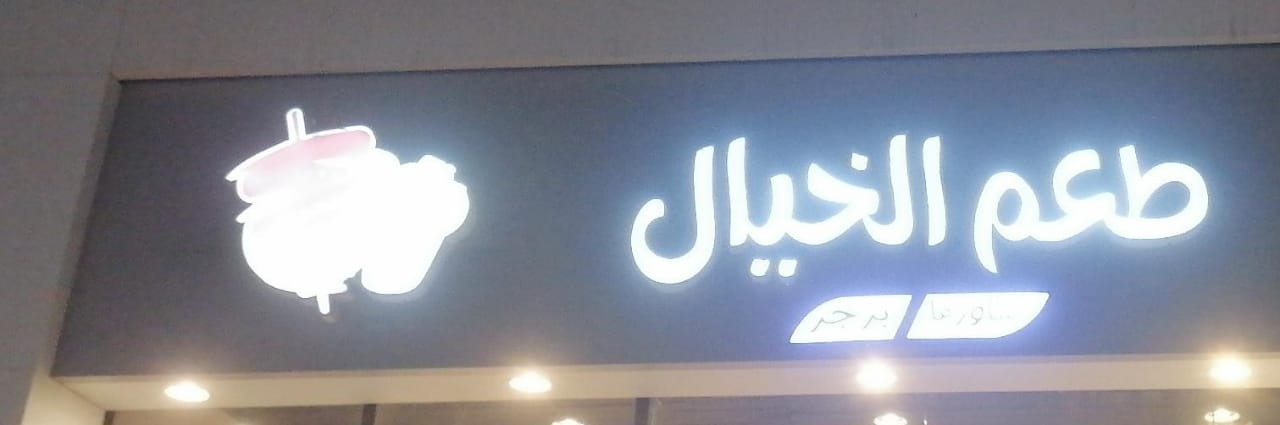 طعم الخيال
شاورما برجر